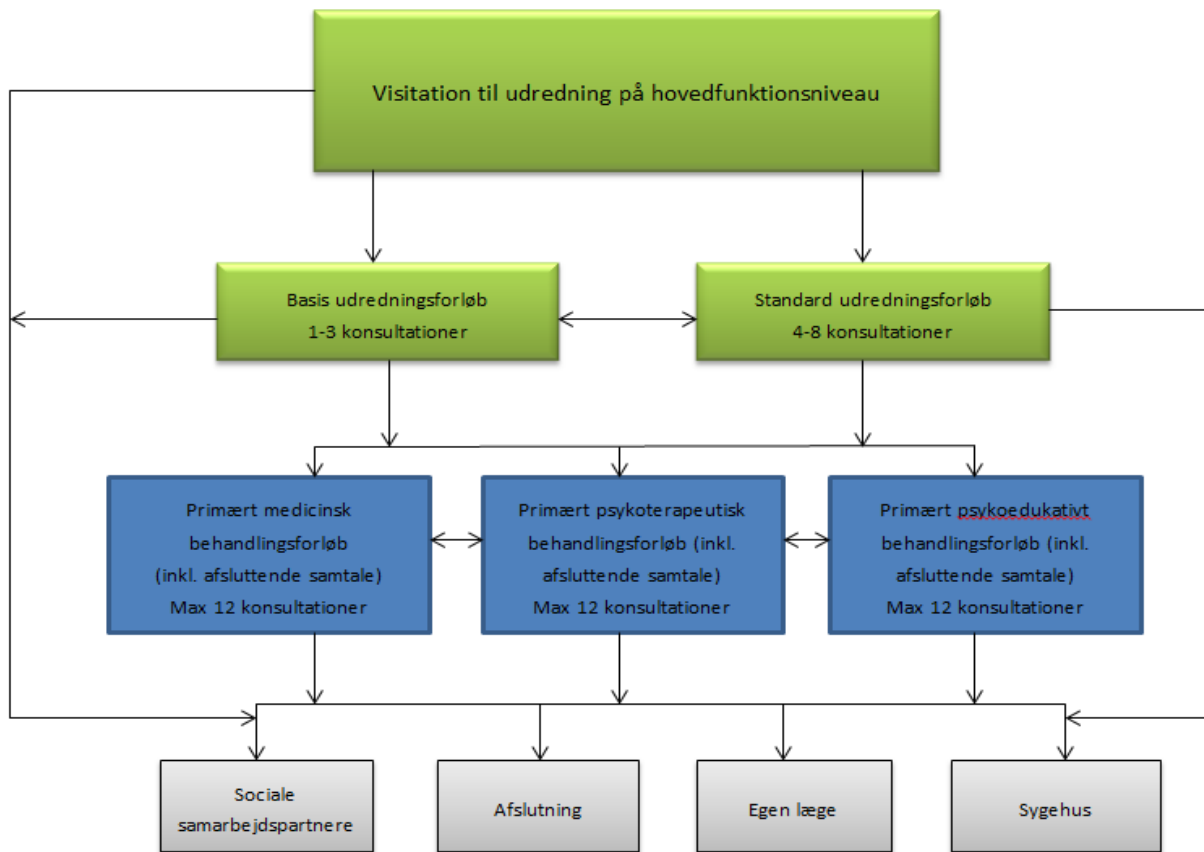 Visitation til udredning på hovedfunktionsniveau
Basis udredningsforløb
1-3 konsultationer
Standard udredningsforløb
4-8 konsultationer
Primært medicinsk
behandlingsforløb
(inkl. afsluttende samtale)
Max 12 konsultationer
Primært psykoterapeutisk
behandlingsforløb (inkl.
afsluttende samtale)
Max 12 konsultationer
Primært psykoedukativt
behandlingsforløb (inkl.
afsluttende samtale)
Max 12 konsultationer
Sociale
samarbejdspartnere
Afslutning
Egen læge
Sygehus